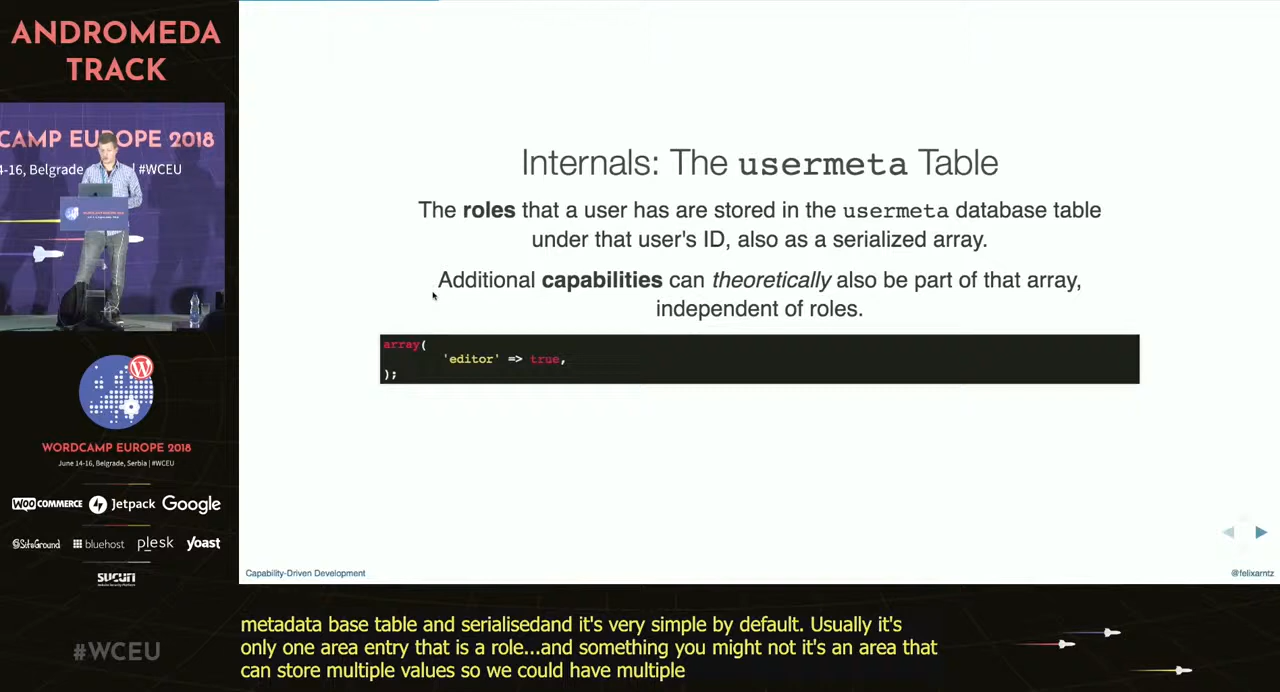 ANDROMEDA
TRACK
CAMP EUROPE 2018
4-16, Belgrade #WCEU
WORDCAMP EUROPE 2018
June 14-16, Belgrade, Serbia | #WCEU
WOO COMMERCE Jetpack Google
SiteGround bluehost plesk yoast
SUCURI
#WCEU
Internals: The usermeta Table
The roles that a user has are stored in the usermeta database table
under that user's ID, also as a serialized array.
Additional capabilities can theoretically also be part of that array,
independent of roles.
array(
'editor' => true,
);
Capability-Driven Development
@felixarntz
metadata base table and serialisedand it's very simple by default. Usually it's
only one area entry that is a role...and something you might not it's an area that
can store multiple values so we could have multiple